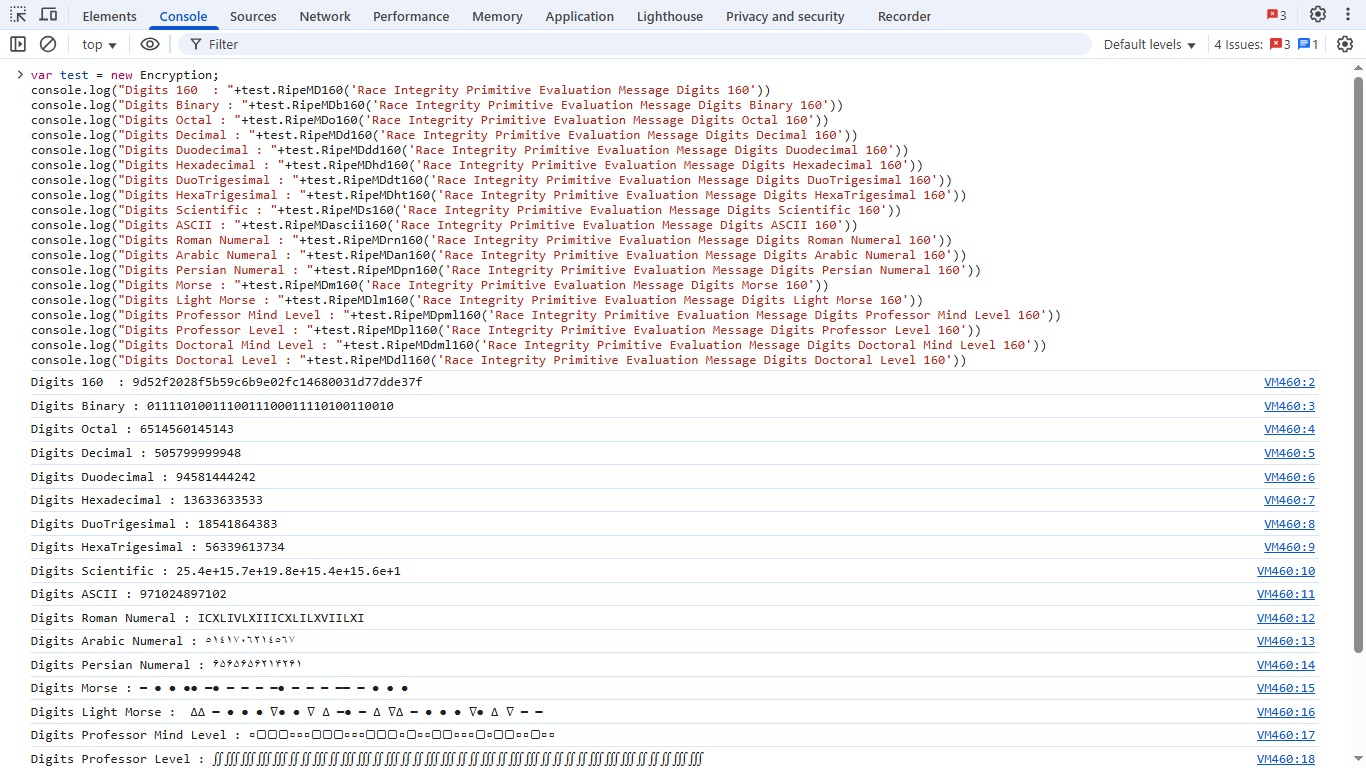 Elements Console Sources Network Performance Memory Application Lighthouse Privacy and security Recorder 3
top Filter Default levels 4 Issues: 3 1
var test = new Encryption;
console.log("Digits 160  : "+test.RipeMD160('Race Integrity Primitive Evaluation Message Digits 160'))
console.log("Digits Binary : "+test.RipeMDb160('Race Integrity Primitive Evaluation Message Digits Binary 160'))
console.log("Digits Octal : "+test.RipeMDo160('Race Integrity Primitive Evaluation Message Digits Octal 160'))
console.log("Digits Decimal : "+test.RipeMDd160('Race Integrity Primitive Evaluation Message Digits Decimal 160'))
console.log("Digits Duodecimal : "+test.RipeMDdd160('Race Integrity Primitive Evaluation Message Digits Duodecimal 160'))
console.log("Digits Hexadecimal : "+test.RipeMDhd160('Race Integrity Primitive Evaluation Message Digits Hexadecimal 160'))
console.log("Digits DuoTrigesimal : "+test.RipeMDdt160('Race Integrity Primitive Evaluation Message Digits DuoTrigesimal 160'))
console.log("Digits HexaTrigesimal : "+test.RipeMDht160('Race Integrity Primitive Evaluation Message Digits HexaTrigesimal 160'))
console.log("Digits Scientific : "+test.RipeMDs160('Race Integrity Primitive Evaluation Message Digits Scientific 160'))
console.log("Digits ASCII : "+test.RipeMDascii160('Race Integrity Primitive Evaluation Message Digits ASCII 160'))
console.log("Digits Roman Numeral : "+test.RipeMDrn160('Race Integrity Primitive Evaluation Message Digits Roman Numeral 160'))
console.log("Digits Arabic Numeral : "+test.RipeMDan160('Race Integrity Primitive Evaluation Message Digits Arabic Numeral 160'))
console.log("Digits Persian Numeral : "+test.RipeMDpn160('Race Integrity Primitive Evaluation Message Digits Persian Numeral 160'))
console.log("Digits Morse : "+test.RipeMDm160('Race Integrity Primitive Evaluation Message Digits Morse 160'))
console.log("Digits Light Morse : "+test.RipeMDlm160('Race Integrity Primitive Evaluation Message Digits Light Morse 160'))
console.log("Digits Professor Mind Level : "+test.RipeMDpml160('Race Integrity Primitive Evaluation Message Digits Professor Mind Level 160'))
console.log("Digits Professor Level : "+test.RipeMDpl160('Race Integrity Primitive Evaluation Message Digits Professor Level 160'))
console.log("Digits Doctoral Mind Level : "+test.RipeMDdml160('Race Integrity Primitive Evaluation Message Digits Doctoral Mind Level 160'))
console.log("Digits Doctoral Level : "+test.RipeMDdl160('Race Integrity Primitive Evaluation Message Digits Doctoral Level 160'))
Digits 160  : 9d52f2028f5b59c6b9e02fc14680031d77dde37f VM460:2
Digits Binary : 0111101001110011100011110100110010 VM460:3
Digits Octal : 6514560145143 VM460:4
Digits Decimal : 505799999948 VM460:5
Digits Duodecimal : 94581444242 VM460:6
Digits Hexadecimal : 13633633533 VM460:7
Digits DuoTrigesimal : 18541864383 VM460:8
Digits HexaTrigesimal : 56339613734 VM460:9
Digits Scientific : 25.4e+15.7e+19.8e+15.4e+15.6e+1 VM460:10
Digits ASCII : 971024897102 VM460:11
Digits Roman Numeral : ICXLIVLXIIICXLILXVIILXI VM460:12
Digits Arabic Numeral : ٥١٤١٧٠٦٢١٤٥٦٧ VM460:13
Digits Persian Numeral : ۶۵۶۵۶۵۶۲۱۴۲۶۱ VM460:14
Digits Morse : VM460:15
Digits Light Morse : VM460:16
Digits Professor Mind Level : VM460:17
Digits Professor Level : VM460:18